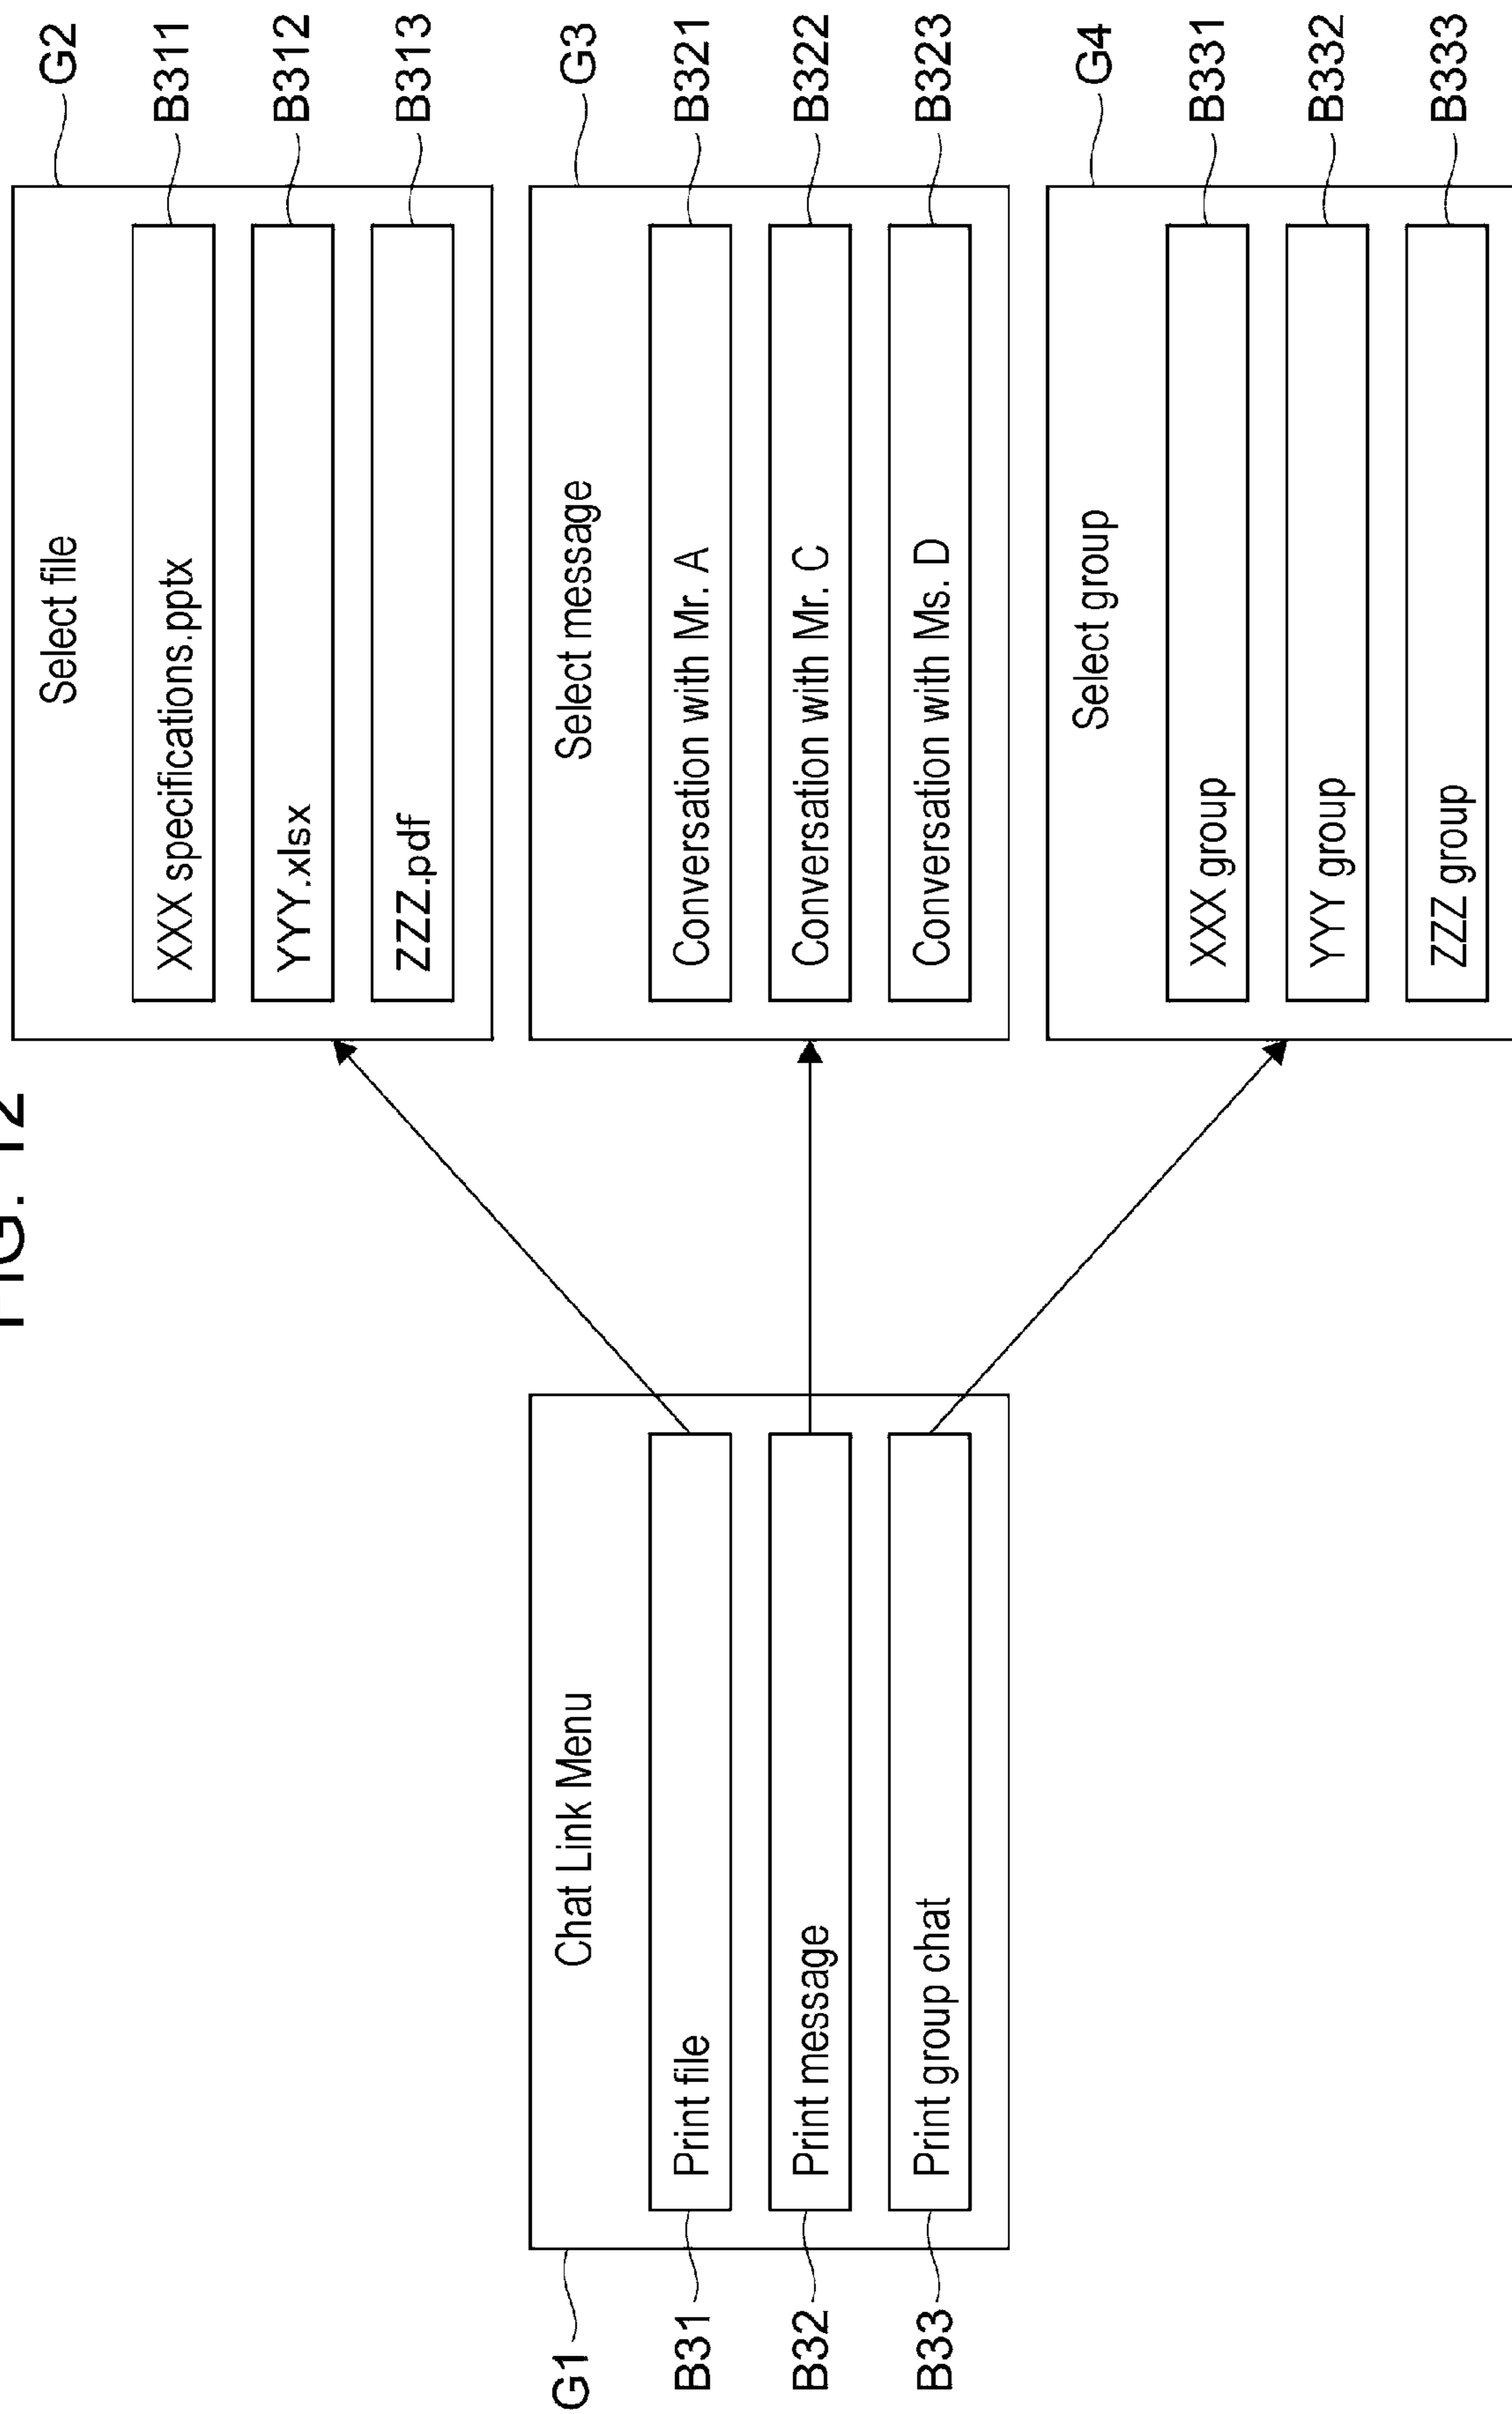 FIG. 12
G1
Chat Link Menu
B31
Print file
B32
Print message
B33
Print group chat
G2
Select file
XXX specifications.pptx
B311
YYY.xlsx
B312
ZZZ.pdf
B313
G3
Select message
Conversation with Mr. A
B321
Conversation with Mr. C
B322
Conversation with Ms. D
B323
G4
Select group
XXX group
B331
YYY group
B332
ZZZ group
B333